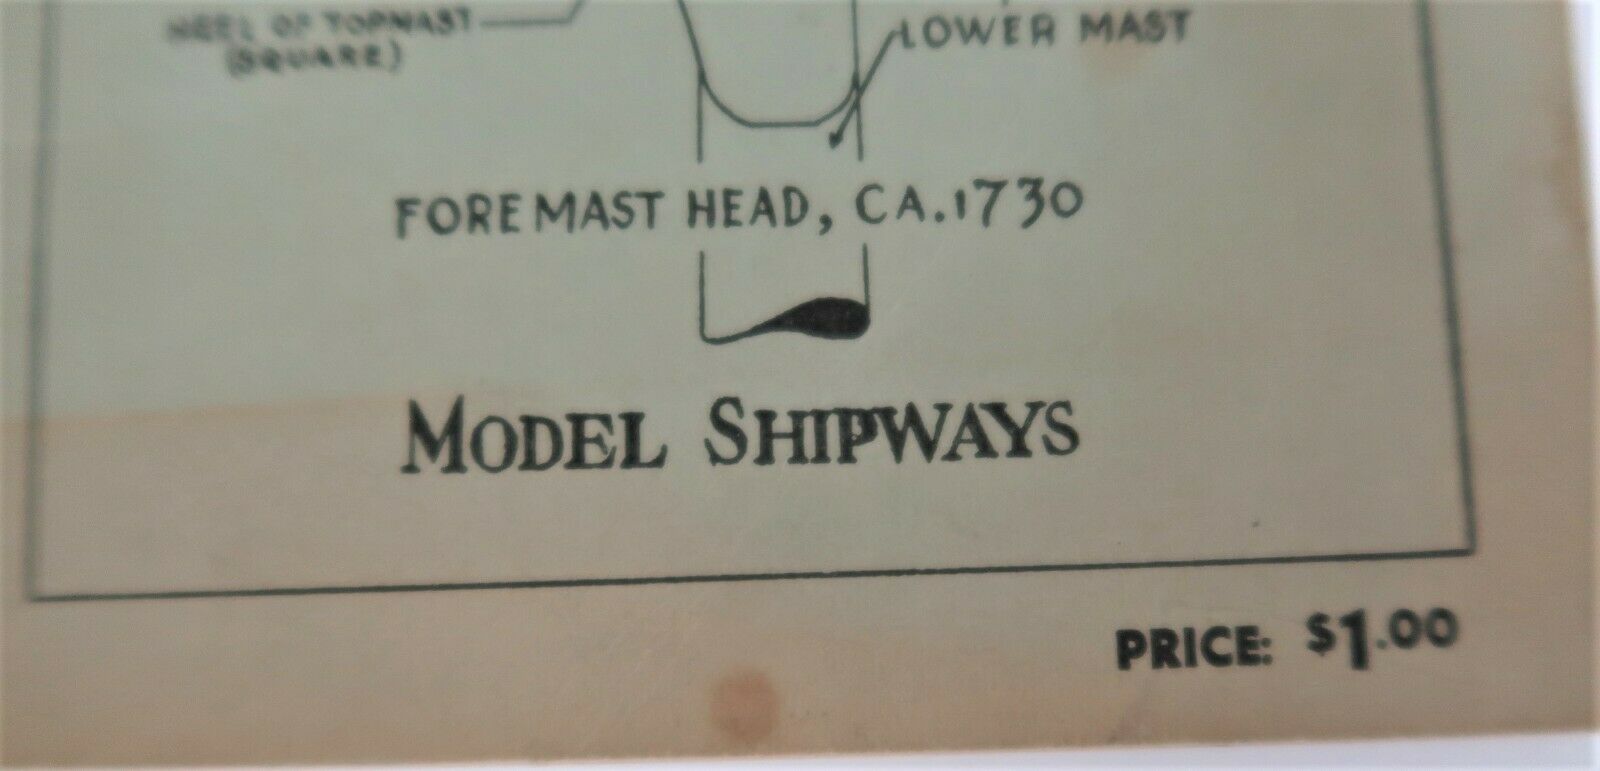 HEEL OF TOPMAST
(SQUARE)
LOWER MAST
FOREMAST HEAD, CA.1730
MODEL SHIPWAYS
PRICE: $1.00